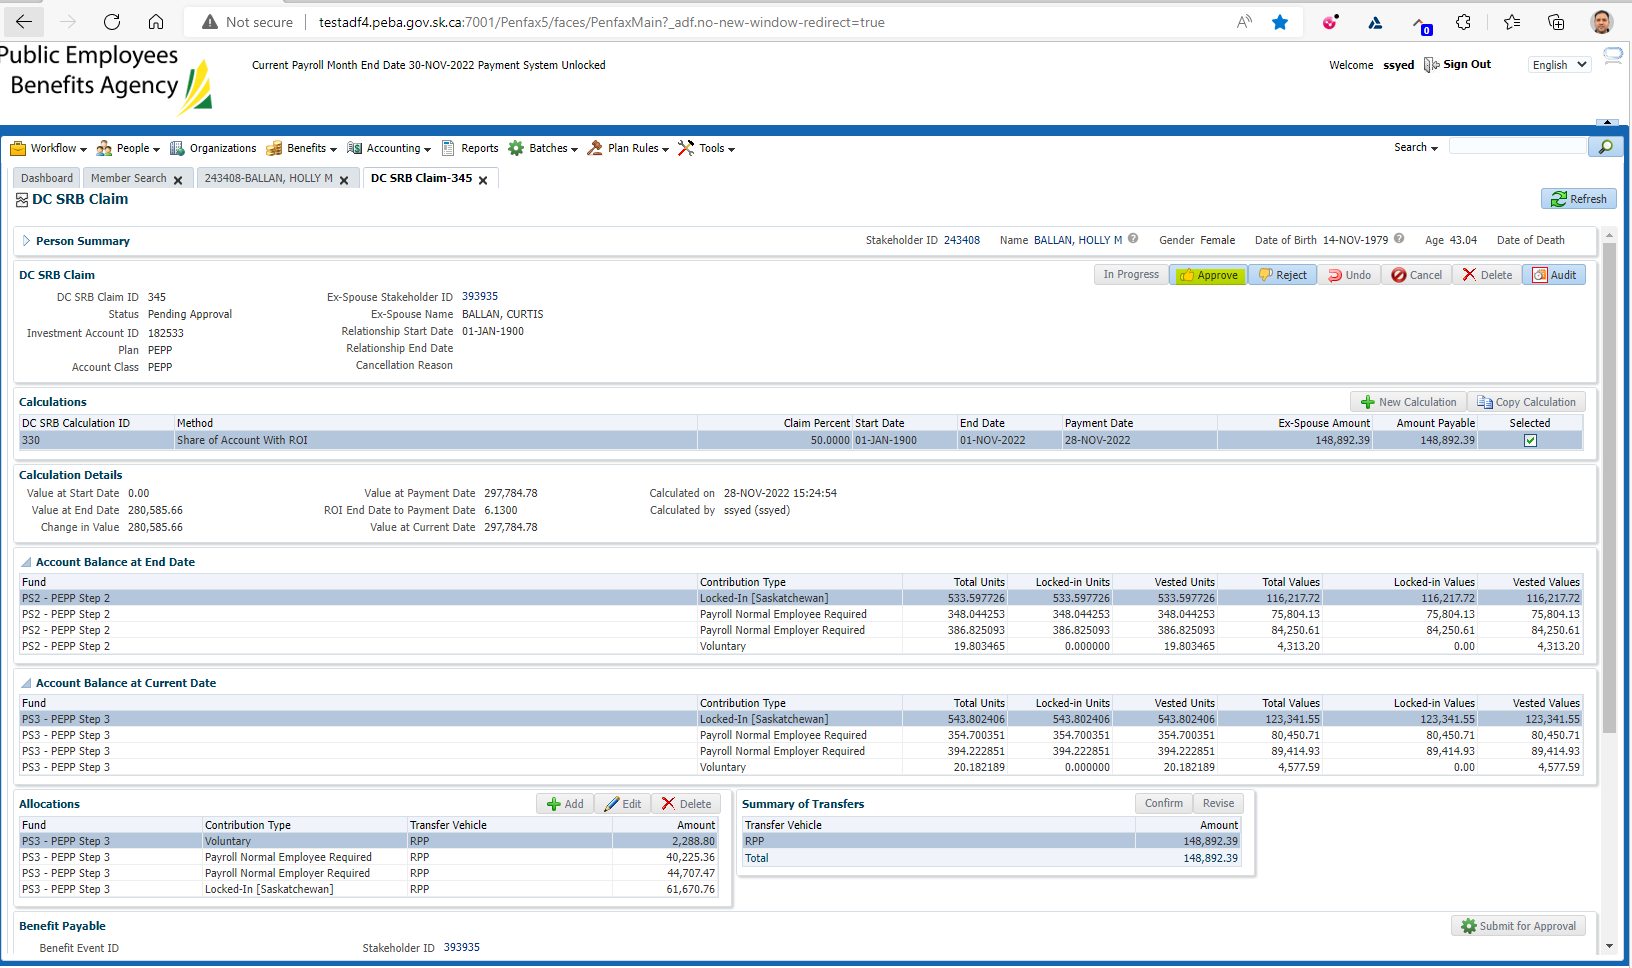 Not secure testadf4.peba.gov.sk.ca:7001/Penfax5/faces/PenfaxMain?_adf.no-new-window-redirect=true A 0
Public Employees
Benefits Agency
Current Payroll Month End Date 30-NOV-2022 Payment System Unlocked
Welcome ssyed Sign Out English
Workflow People Organizations Benefits Accounting Reports Batches Plan Rules Tools Search
Dashboard Member Search 243408-BALLAN, HOLLY M DC SRB Claim-345
DC SRB Claim Refresh
Person Summary Stakeholder ID 243408 Name BALLAN, HOLLY M Gender Female Date of Birth 14-NOV-1979 Age 43.04 Date of Death
DC SRB Claim In Progress Approve Reject Undo Cancel Delete Audit
DC SRB Claim ID 345 Ex-Spouse Stakeholder ID 393935
Status Pending Approval Ex-Spouse Name BALLAN, CURTIS
Investment Account ID 182533 Relationship Start Date 01-JAN-1900
Plan PEPP Relationship End Date
Account Class PEPP Cancellation Reason
Calculations New Calculation Copy Calculation
DC SRB Calculation ID Method Claim Percent Start Date End Date Payment Date Ex-Spouse Amount Amount Payable Selected
330 Share of Account With ROI 50.0000 01-JAN-1900 01-NOV-2022 28-NOV-2022 148,892.39 148,892.39
Calculation Details
Value at Start Date 0.00 Value at Payment Date 297,784.78 Calculated on 28-NOV-2022 15:24:54
Value at End Date 280,585.66 ROI End Date to Payment Date 6.1300 Calculated by ssyed (ssyed)
Change in Value 280,585.66 Value at Current Date 297,784.78
Account Balance at End Date
Fund Contribution Type Total Units Locked-in Units Vested Units Total Values Locked-in Values Vested Values
PS2 - PEPP Step 2 Locked-In [Saskatchewan] 533.597726 533.597726 533.597726 116,217.72 116,217.72 116,217.72
PS2 - PEPP Step 2 Payroll Normal Employee Required 348.044253 348.044253 348.044253 75,804.13 75,804.13 75,804.13
PS2 - PEPP Step 2 Payroll Normal Employer Required 386.825093 386.825093 386.825093 84,250.61 84,250.61 84,250.61
PS2 - PEPP Step 2 Voluntary 19.803465 0.000000 19.803465 4,313.20 0.00 4,313.20
Account Balance at Current Date
Fund Contribution Type Total Units Locked-in Units Vested Units Total Values Locked-in Values Vested Values
PS3 - PEPP Step 3 Locked-In [Saskatchewan] 543.802406 543.802406 543.802406 123,341.55 123,341.55 123,341.55
PS3 - PEPP Step 3 Payroll Normal Employee Required 354.700351 354.700351 354.700351 80,450.71 80,450.71 80,450.71
PS3 - PEPP Step 3 Payroll Normal Employer Required 394.222851 394.222851 394.222851 89,414.93 89,414.93 89,414.93
PS3 - PEPP Step 3 Voluntary 20.182189 0.000000 20.182189 4,577.59 0.00 4,577.59
Allocations Add Edit Delete Summary of Transfers Confirm Revise
Fund Contribution Type Transfer Vehicle Amount Transfer Vehicle Amount
PS3 - PEPP Step 3 Voluntary RPP 2,288.80 RPP 148,892.39
PS3 - PEPP Step 3 Payroll Normal Employee Required RPP 40,225.36 Total 148,892.39
PS3 - PEPP Step 3 Payroll Normal Employer Required RPP 44,707.47
PS3 - PEPP Step 3 Locked-In [Saskatchewan] RPP 61,670.76
Benefit Payable Submit for Approval
Benefit Event ID Stakeholder ID 393935